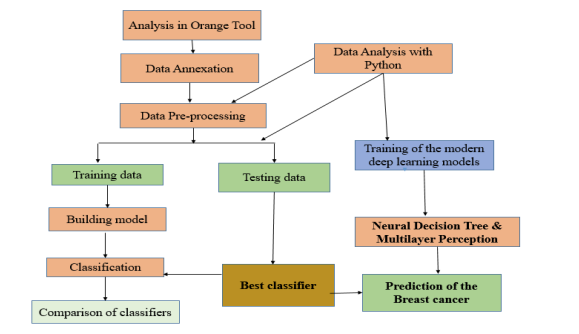 Analysis in Orange Tool
Data Analysis with
Python
Data Annexation
Data Pre-processing
Training of the modern
deep learning models
Training data
Testing data
Building model
Neural Decision Tree &
Multilayer Perception
Classification
Best classifier
Prediction of the
Breast cancer
Comparison of classifiers